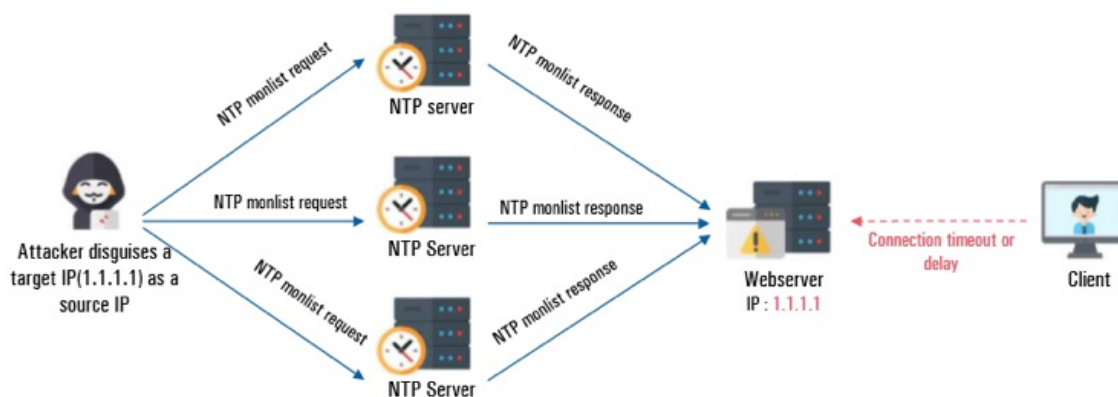 NTP monlist request
NTP server
NTP monlist response
NTP monlist request
NTP Server
NTP monlist response
Attacker disguises a
target IP(1.1.1.1) as a
source IP
NTP monlist request
NTP Server
NTP monlist response
Webserver
IP : 1.1.1.1
Connection timeout or
delay
Client